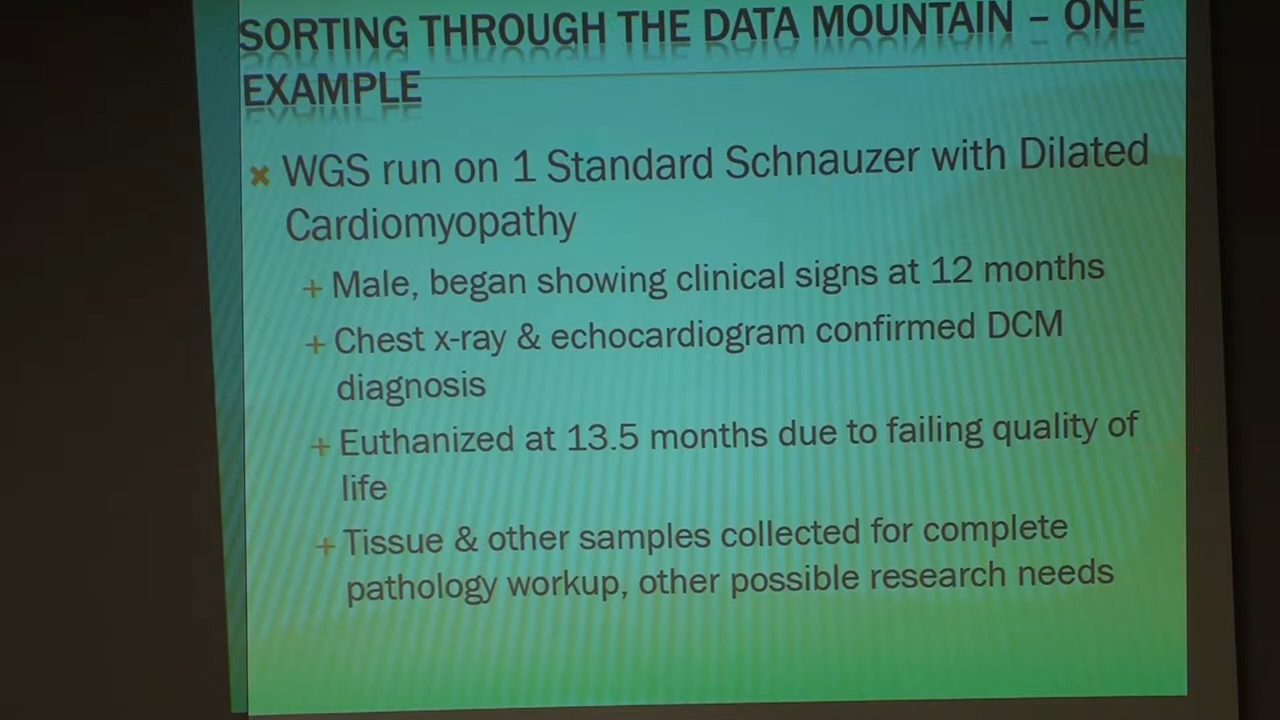 SORTING THROUGH THE DATA MOUNTAIN – ONE
EXAMPLE
WGS run on 1 Standard Schnauzer with Dilated
Cardiomyopathy
+ Male, began showing clinical signs at 12 months
+ Chest x-ray & echocardiogram confirmed DCM
diagnosis
+ Euthanized at 13.5 months due to failing quality of
life
+ Tissue & other samples collected for complete
pathology workup, other possible research needs